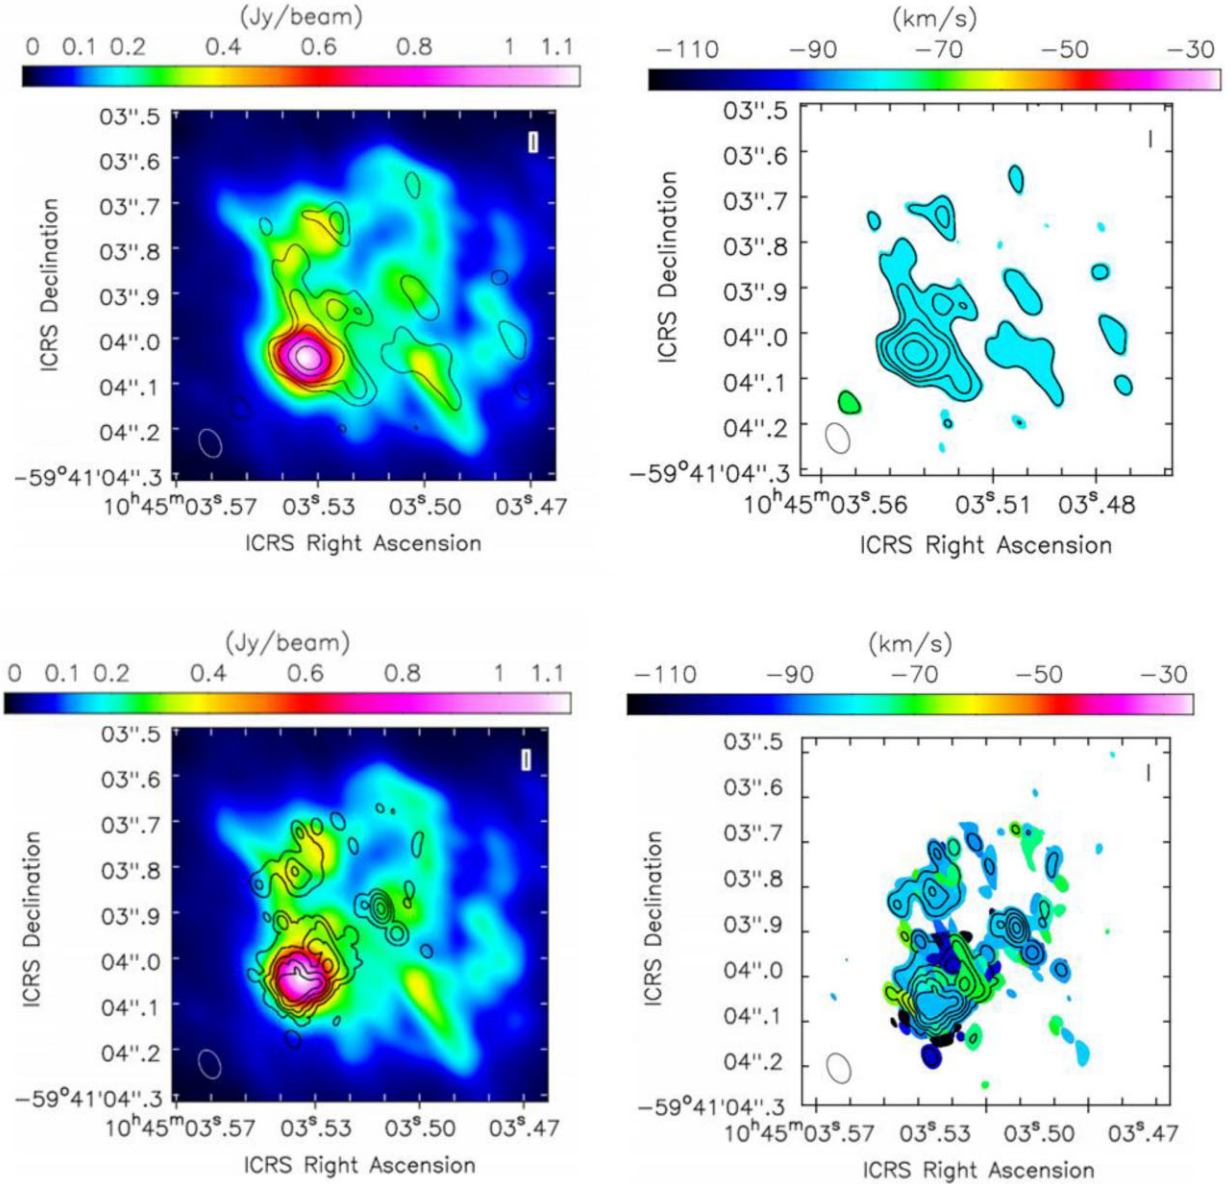 (Jy/beam)
0 0.1 0.2 0.4 0.6 0.8 1 1.1
03".5
03".6
03".7
03".8
03".9
04".0
04".1
04".2
−59°41'04".3
ICRS Declination
10ʰ45ᵐ03ˢ.57 03ˢ.53 03ˢ.50 03ˢ.47
ICRS Right Ascension
(km/s)
−110 −90 −70 −50 −30
03".5
03".6
03".7
03".8
03".9
04".0
04".1
04".2
−59°41'04".3
ICRS Declination
10ʰ45ᵐ03ˢ.56 03ˢ.51 03ˢ.48
ICRS Right Ascension
(Jy/beam)
0 0.1 0.2 0.4 0.6 0.8 1 1.1
03".5
03".6
03".7
03".8
03".9
04".0
04".1
04".2
−59°41'04".3
ICRS Declination
10ʰ45ᵐ03ˢ.57 03ˢ.53 03ˢ.50 03ˢ.47
ICRS Right Ascension
(km/s)
−110 −90 −70 −50 −30
03".5
03".6
03".7
03".8
03".9
04".0
04".1
04".2
−59°41'04".3
ICRS Declination
10ʰ45ᵐ03ˢ.57 03ˢ.53 03ˢ.50 03ˢ.47
ICRS Right Ascension